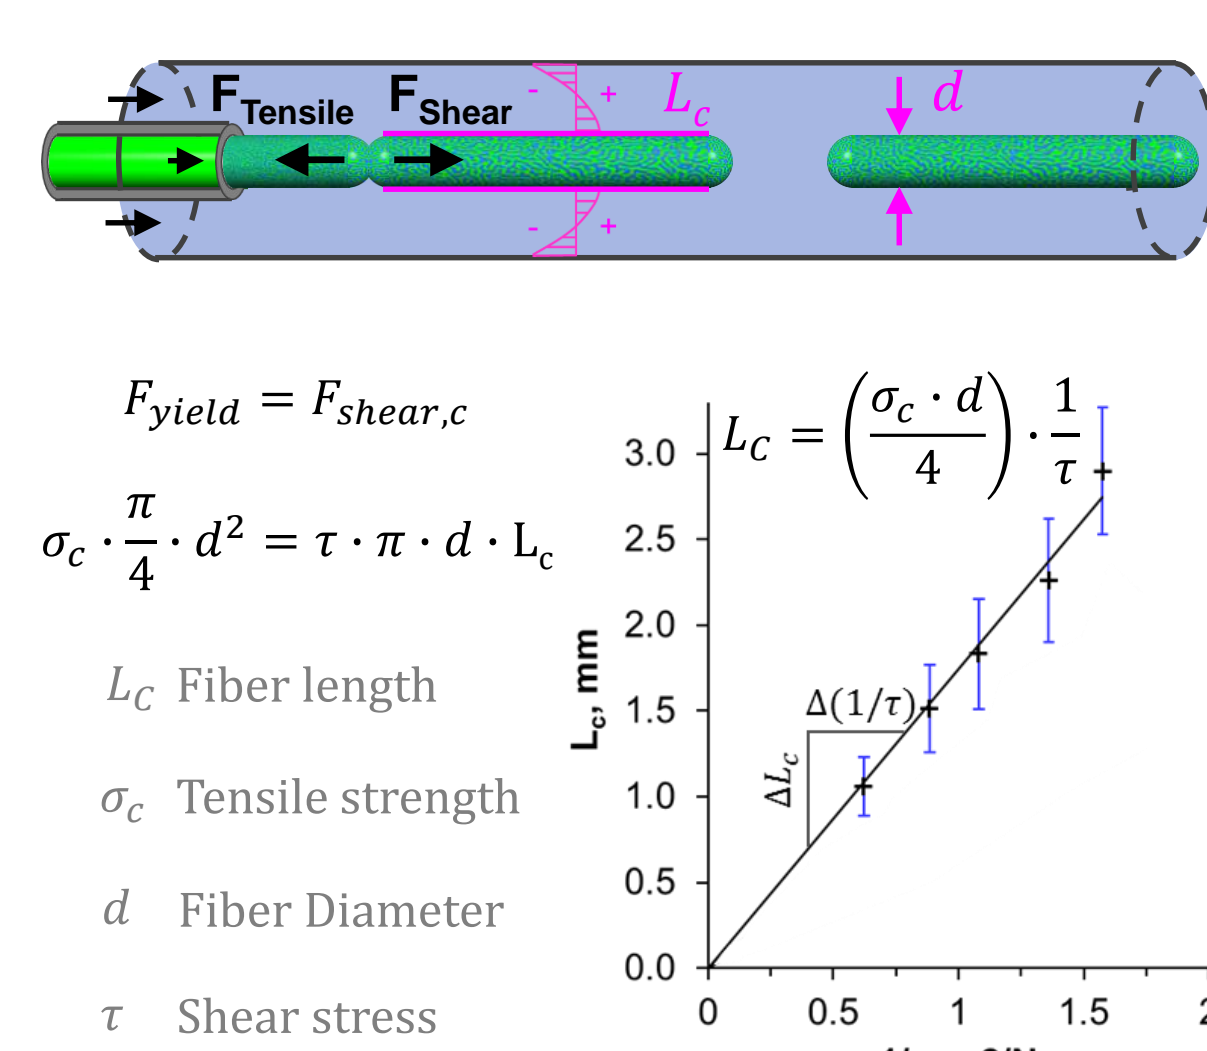 F_Tensile F_Shear - + L_c d
- +
F_yield = F_shear,c
L_C = (σ_c · d / 4) · 1/τ
σ_c · π/4 · d² = τ · π · d · L_c
L_C Fiber length
σ_c Tensile strength
d Fiber Diameter
τ Shear stress
L_c, mm
3.0
2.5
2.0
1.5
1.0
0.5
0.0
Δ(1/τ)
ΔL_c
0 0.5 1 1.5